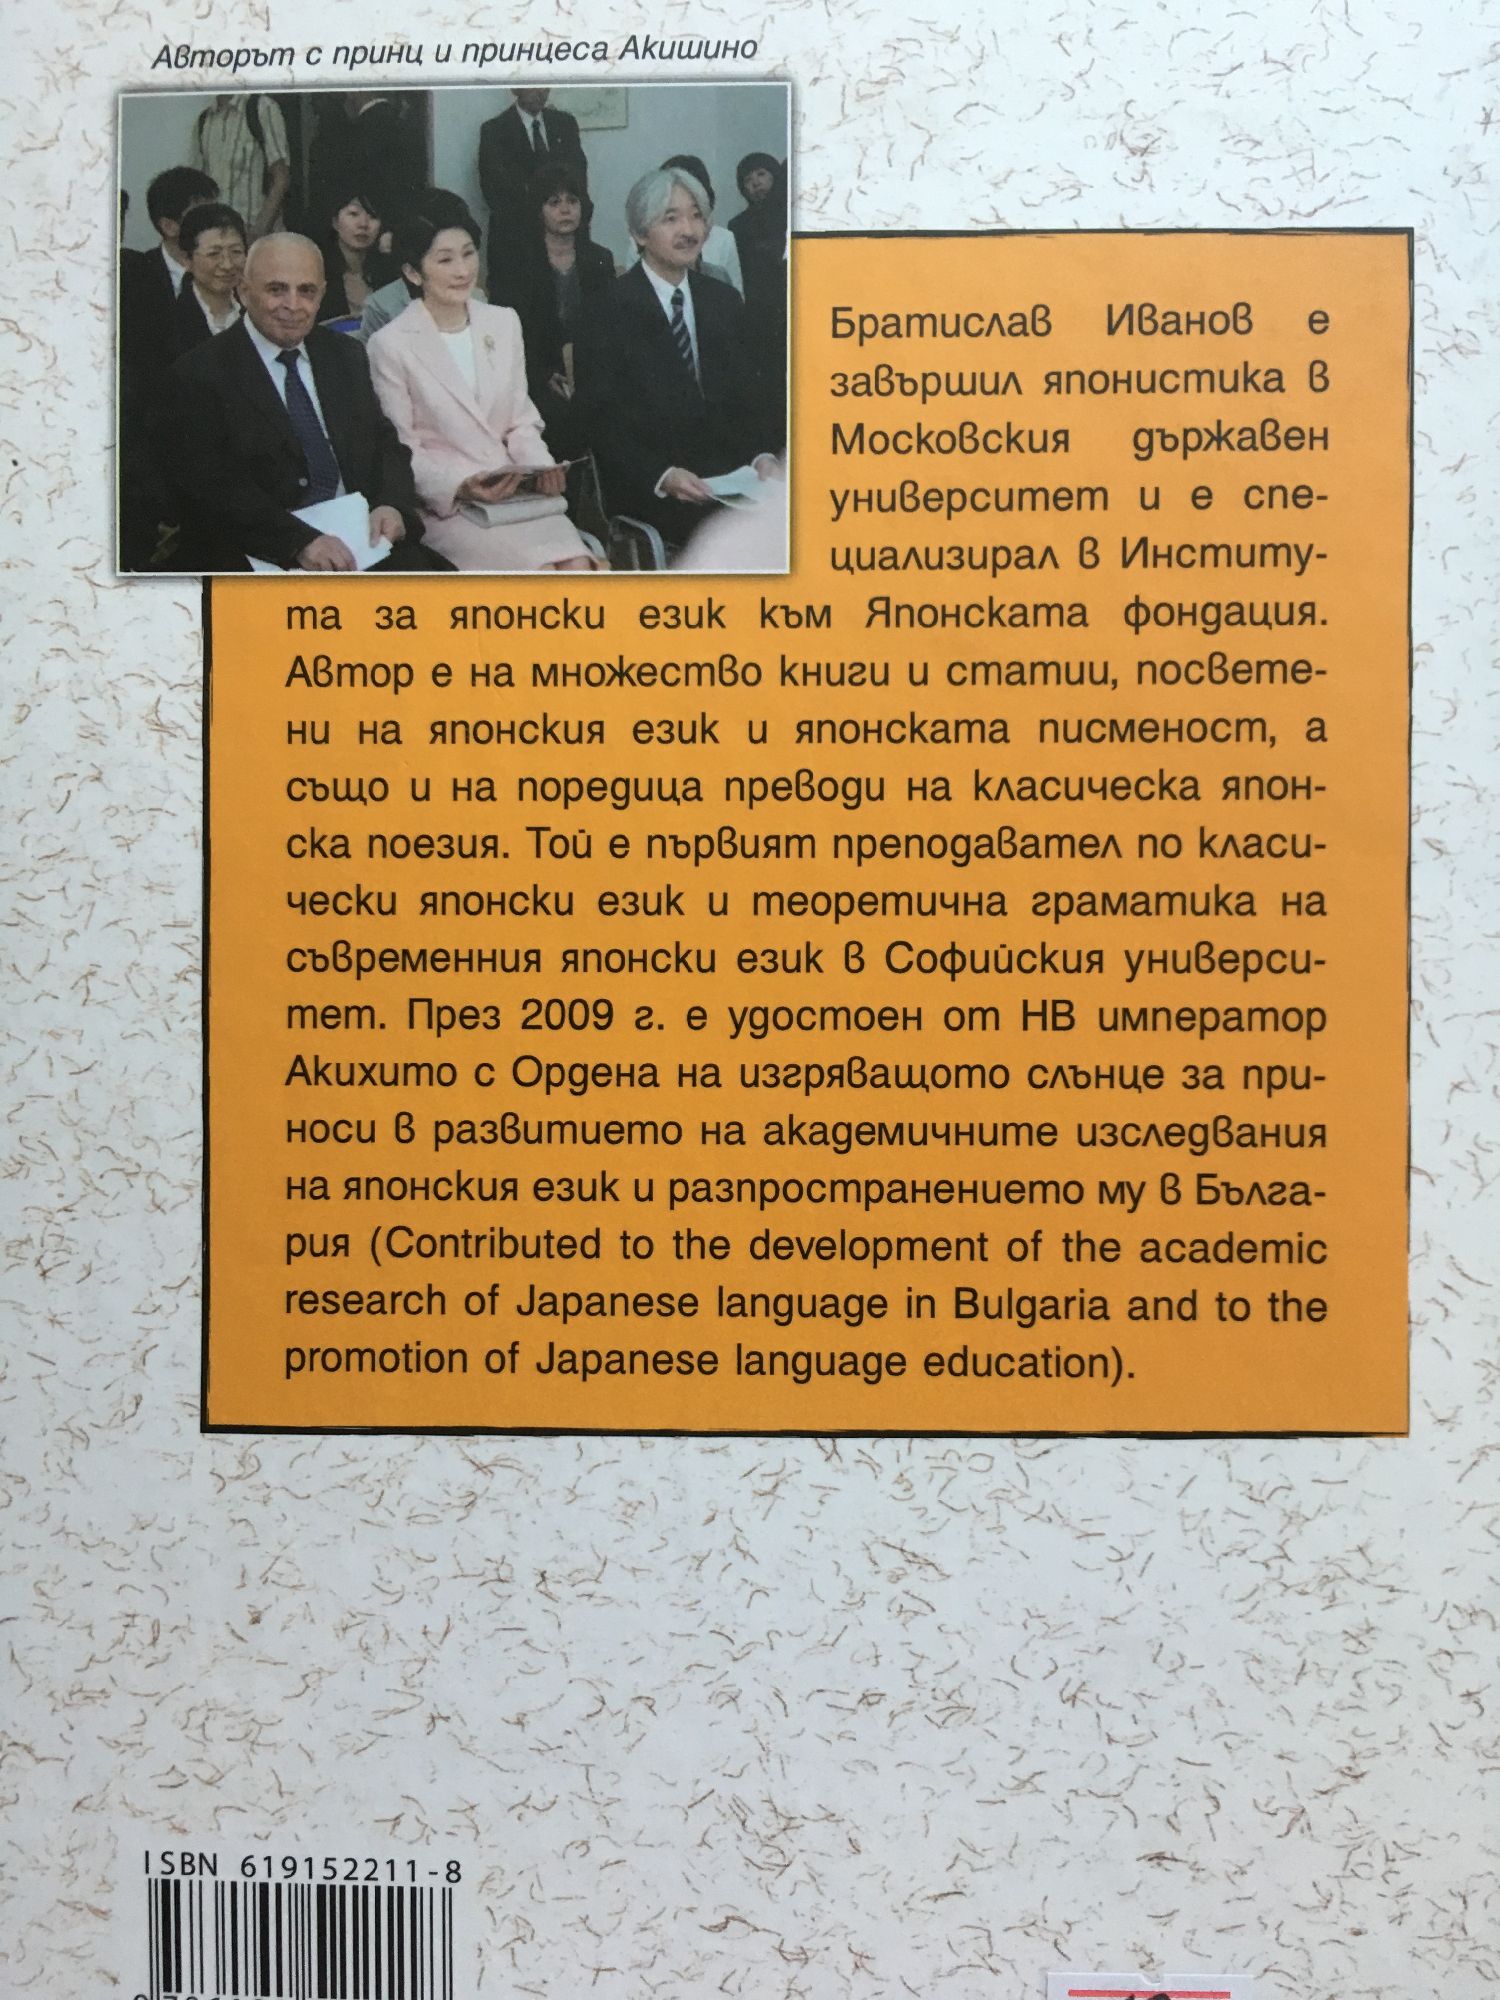 Авторът с принц и принцеса Акишино
Братислав Иванов е
завършил японистика в
Московския държавен
университет и е спе-
циализирал в Институ-
та за японски език към Японската фондация.
Автор е на множество книги и статии, посвете-
ни на японския език и японската писменост, а
също и на поредица преводи на класическа япон-
ска поезия. Той е първият преподавател по класи-
чески японски език и теоретична граматика на
съвременния японски език в Софийския универси-
тет. През 2009 г. е удостоен от НВ император
Акихито с Ордена на изгряващото слънце за при-
носи в развитието на академичните изследвания
на японския език и разпространението му в Бълга-
рия (Contributed to the development of the academic
research of Japanese language in Bulgaria and to the
promotion of Japanese language education).
ISBN 619152211-8